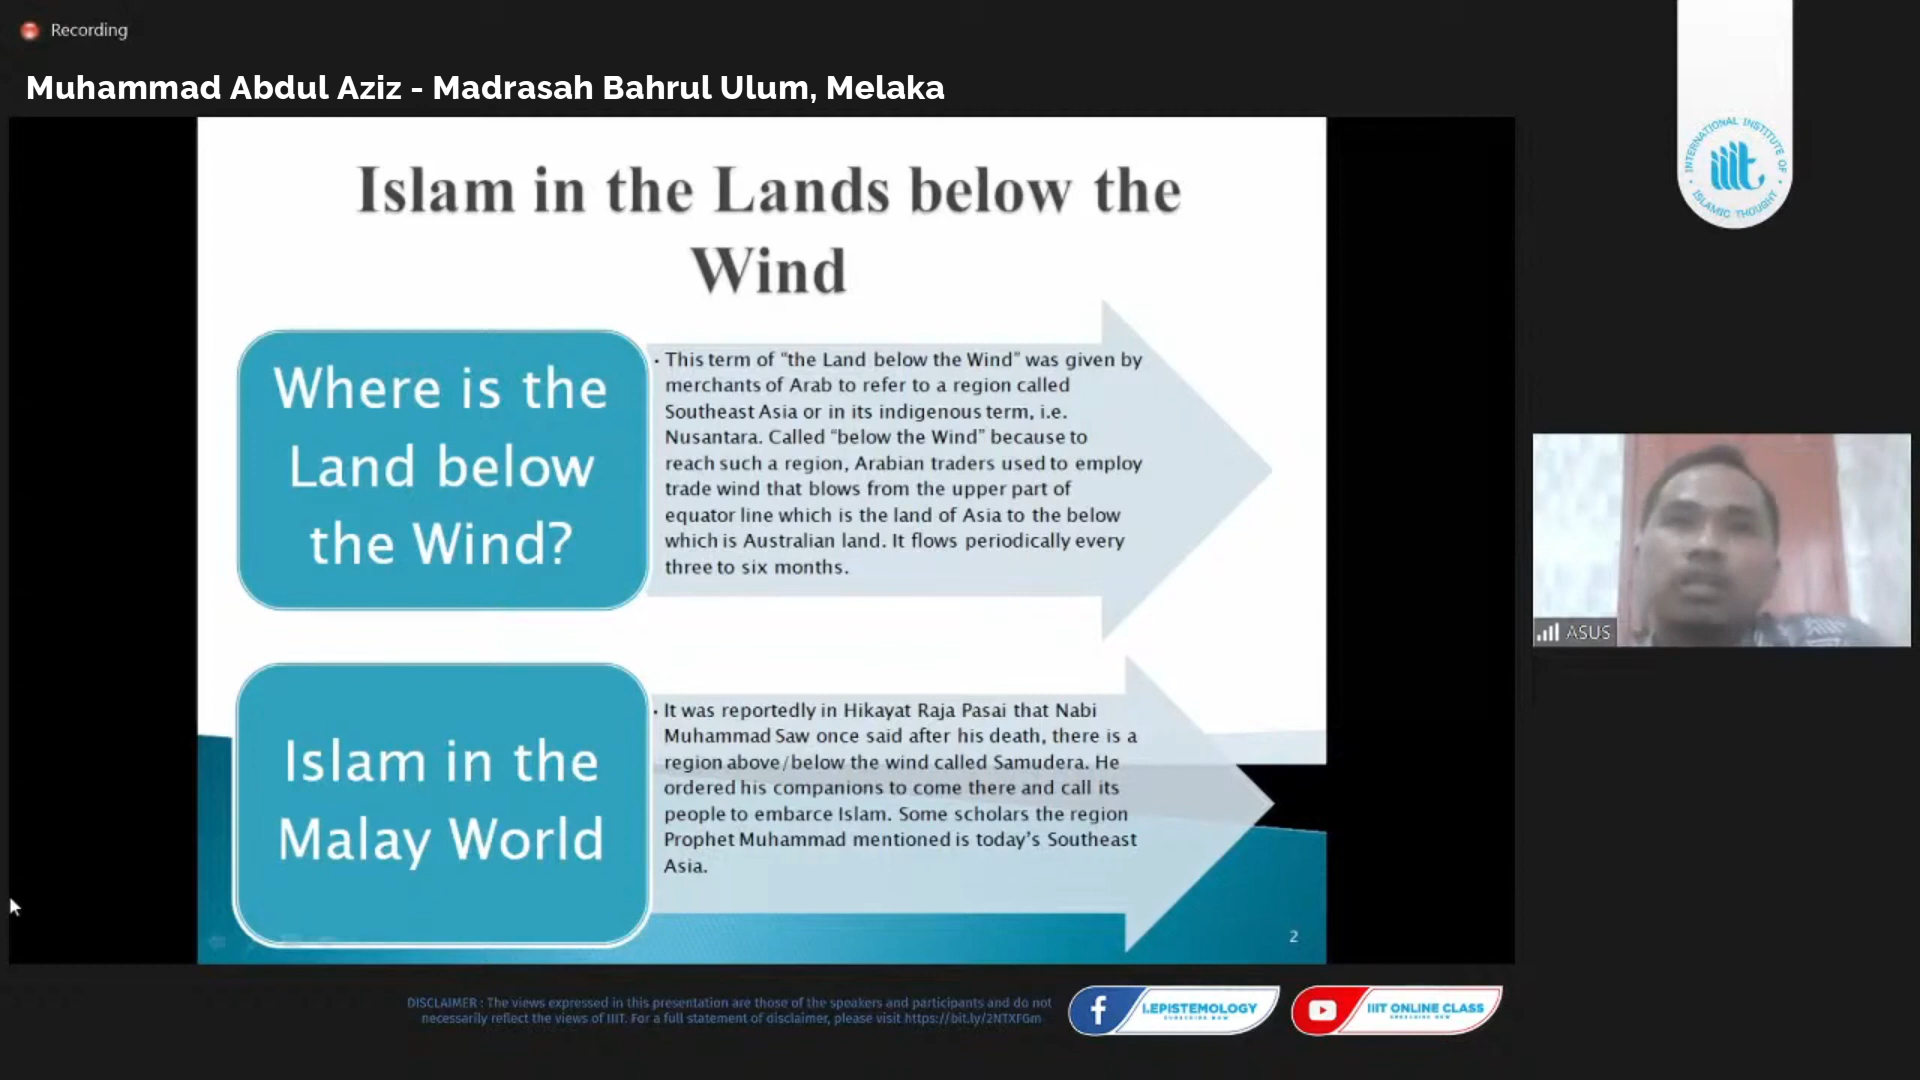 Recording
Muhammad Abdul Aziz - Madrasah Bahrul Ulum, Melaka
INTERNATIONAL INSTITUTE OF
iiit
ISLAMIC THOUGHT
Islam in the Lands below the
Wind
Where is the
Land below
the Wind?
• This term of “the Land below the Wind” was given by
merchants of Arab to refer to a region called
Southeast Asia or in its indigenous term, i.e.
Nusantara. Called “below the Wind” because to
reach such a region, Arabian traders used to employ
trade wind that blows from the upper part of
equator line which is the land of Asia to the below
which is Australian land. It flows periodically every
three to six months.
Islam in the
Malay World
• It was reportedly in Hikayat Raja Pasai that Nabi
Muhammad Saw once said after his death, there is a
region above/below the wind called Samudera. He
ordered his companions to come there and call its
people to embarce Islam. Some scholars the region
Prophet Muhammad mentioned is today’s Southeast
Asia.
2
ASUS
DISCLAIMER : The views expressed in this presentation are those of the speakers and participants and do not
necessarily reflect the views of IIIT. For a full statement of disclaimer, please visit https://bit.ly/2NTXFGm
I.EPISTEMOLOGY
SUBSCRIBE NOW
IIIT ONLINE CLASS
SUBSCRIBE NOW